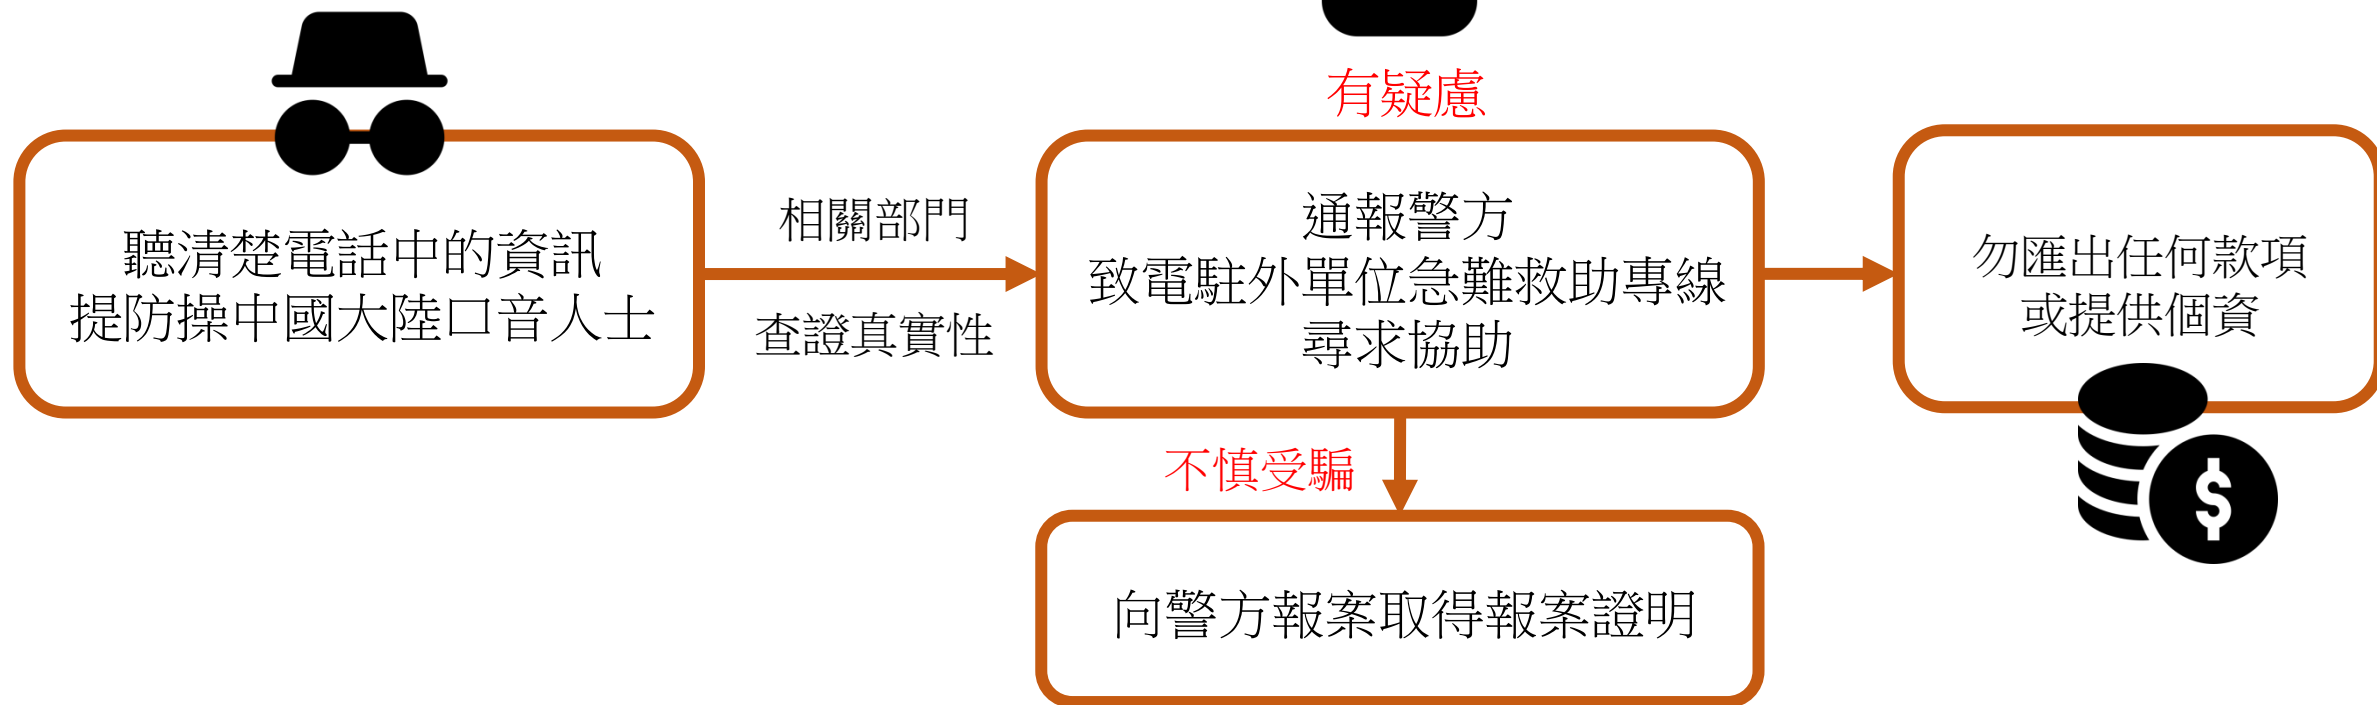 聽清楚電話中的資訊
提防操中國大陸口音人士
相關部門
查證真實性
有疑慮
通報警方
致電駐外單位急難救助專線
尋求協助
勿匯出任何款項
或提供個資
$
不慎受騙
向警方報案取得報案證明